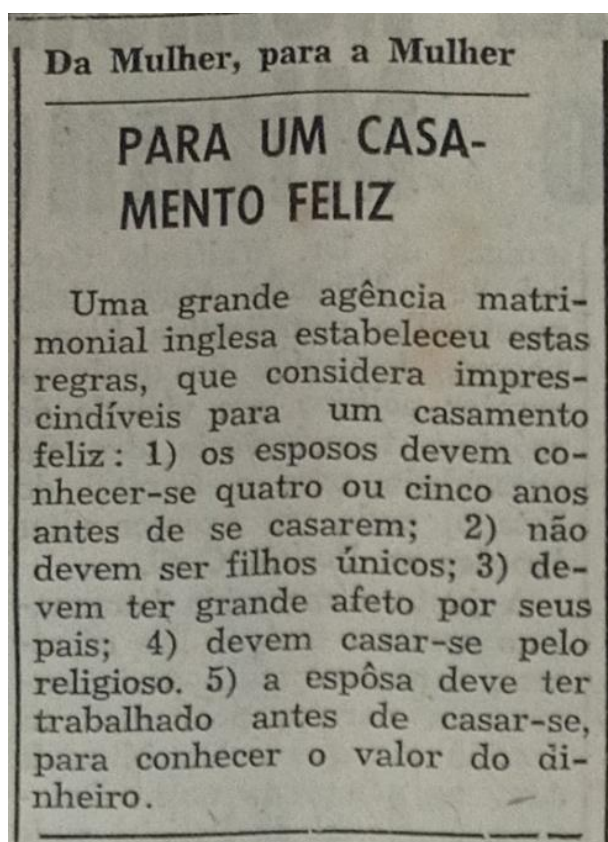 Da Mulher, para a Mulher
PARA UM CASA-
MENTO FELIZ
Uma grande agência matri-
monial inglesa estabeleceu estas
regras, que considera impres-
cindíveis para um casamento
feliz: 1) os esposos devem co-
nhecer-se quatro ou cinco anos
antes de se casarem; 2) não
devem ser filhos únicos; 3) de-
vem ter grande afeto por seus
pais; 4) devem casar-se pelo
religioso. 5) a espôsa deve ter
trabalhado antes de casar-se,
para conhecer o valor do di-
nheiro.